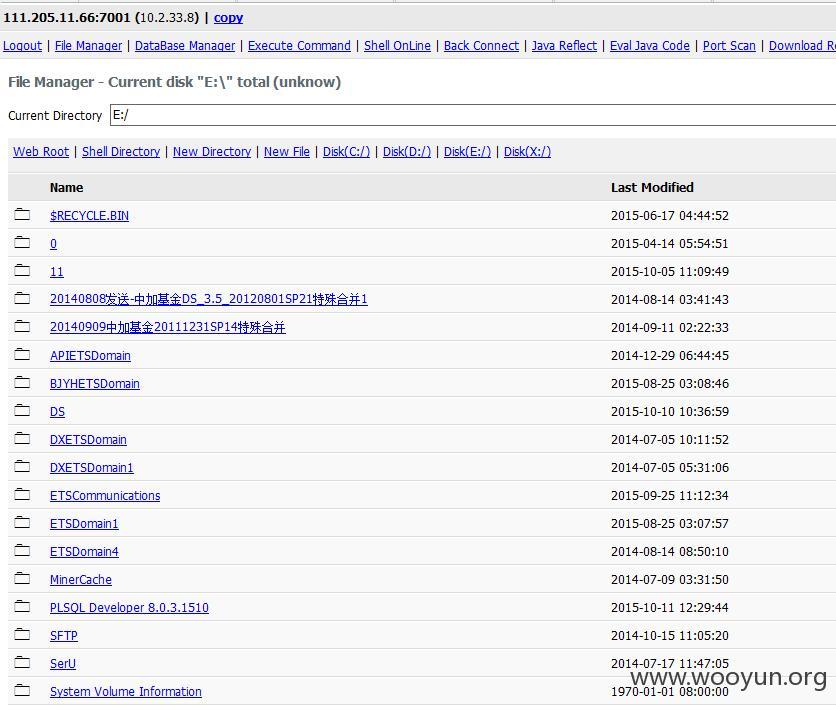 111.205.11.66:7001 (10.2.33.8) | copy
Logout | File Manager | DataBase Manager | Execute Command | Shell OnLine | Back Connect | Java Reflect | Eval Java Code | Port Scan | Download Re
File Manager - Current disk "E:\" total (unknow)
Current Directory E:/
Web Root | Shell Directory | New Directory | New File | Disk(C:/) | Disk(D:/) | Disk(E:/) | Disk(X:/)
Name Last Modified
$RECYCLE.BIN 2015-06-17 04:44:52
0 2015-04-14 05:54:51
11 2015-10-05 11:09:49
20140808发送-中加基金DS_3.5_20120801SP21特殊合并1 2014-08-14 03:41:43
20140909中加基金20111231SP14特殊合并 2014-09-11 02:22:33
APIETSDomain 2014-12-29 06:44:45
BJYHETSDomain 2015-08-25 03:08:46
DS 2015-10-10 10:36:59
DXETSDomain 2014-07-05 10:11:52
DXETSDomain1 2014-07-05 05:31:06
ETSCommunications 2015-09-25 11:12:34
ETSDomain1 2015-08-25 03:07:57
ETSDomain4 2014-08-14 08:50:10
MinerCache 2014-07-09 03:31:50
PLSQL Developer 8.0.3.1510 2015-10-11 12:29:44
SFTP 2014-10-15 11:05:20
SerU 2014-07-17 11:47:05
www.wooyun.org
System Volume Information 1970-01-01 08:00:00